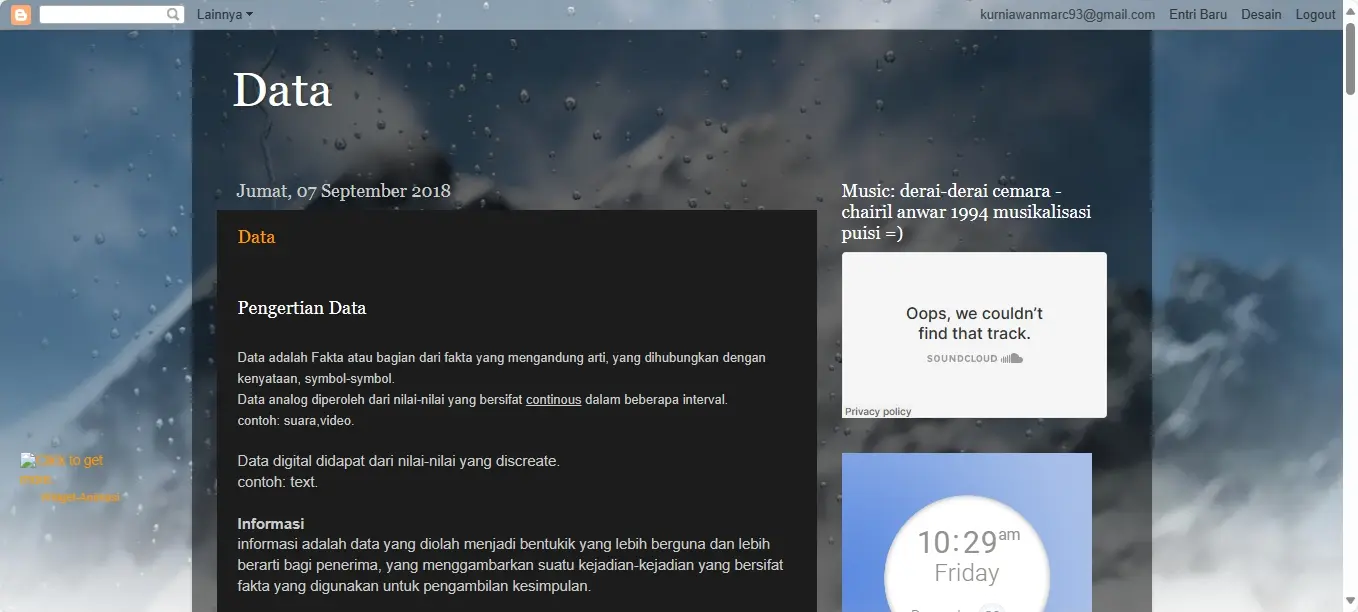 Lainnya
kurniawanmarc93@gmail.com Entri Baru Desain Logout
Data
Jumat, 07 September 2018
Data
Pengertian Data
Data adalah Fakta atau bagian dari fakta yang mengandung arti, yang dihubungkan dengan
kenyataan, symbol-symbol.
Data analog diperoleh dari nilai-nilai yang bersifat continous dalam beberapa interval.
contoh: suara,video.
Data digital didapat dari nilai-nilai yang discreate.
contoh: text.
Informasi
informasi adalah data yang diolah menjadi bentukik yang lebih berguna dan lebih
berarti bagi penerima, yang menggambarkan suatu kejadian-kejadian yang bersifat
fakta yang digunakan untuk pengambilan kesimpulan.
Music: derai-derai cemara -
chairil anwar 1994 musikalisasi
puisi =)
Oops, we couldn't
find that track.
SOUNDCLOUD
Privacy policy
10:29am
Friday
to get